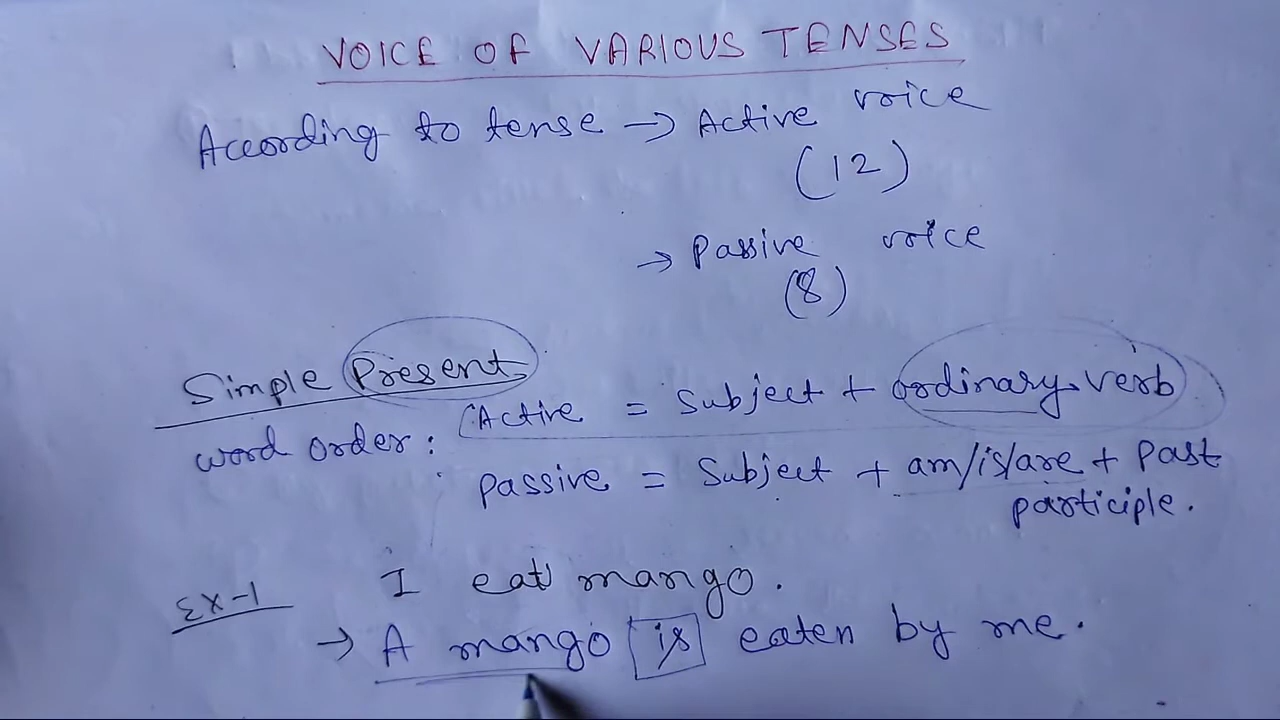 VOICE OF VARIOUS TENSES
According to tense → Active voice
(12)
→ Passive voice
(8)
Simple Present
word order: Active = Subject + ordinary verb
Passive = Subject + am/is/are + Past
participle.
Ex-1 I eat mango.
→ A mango is eaten by me.